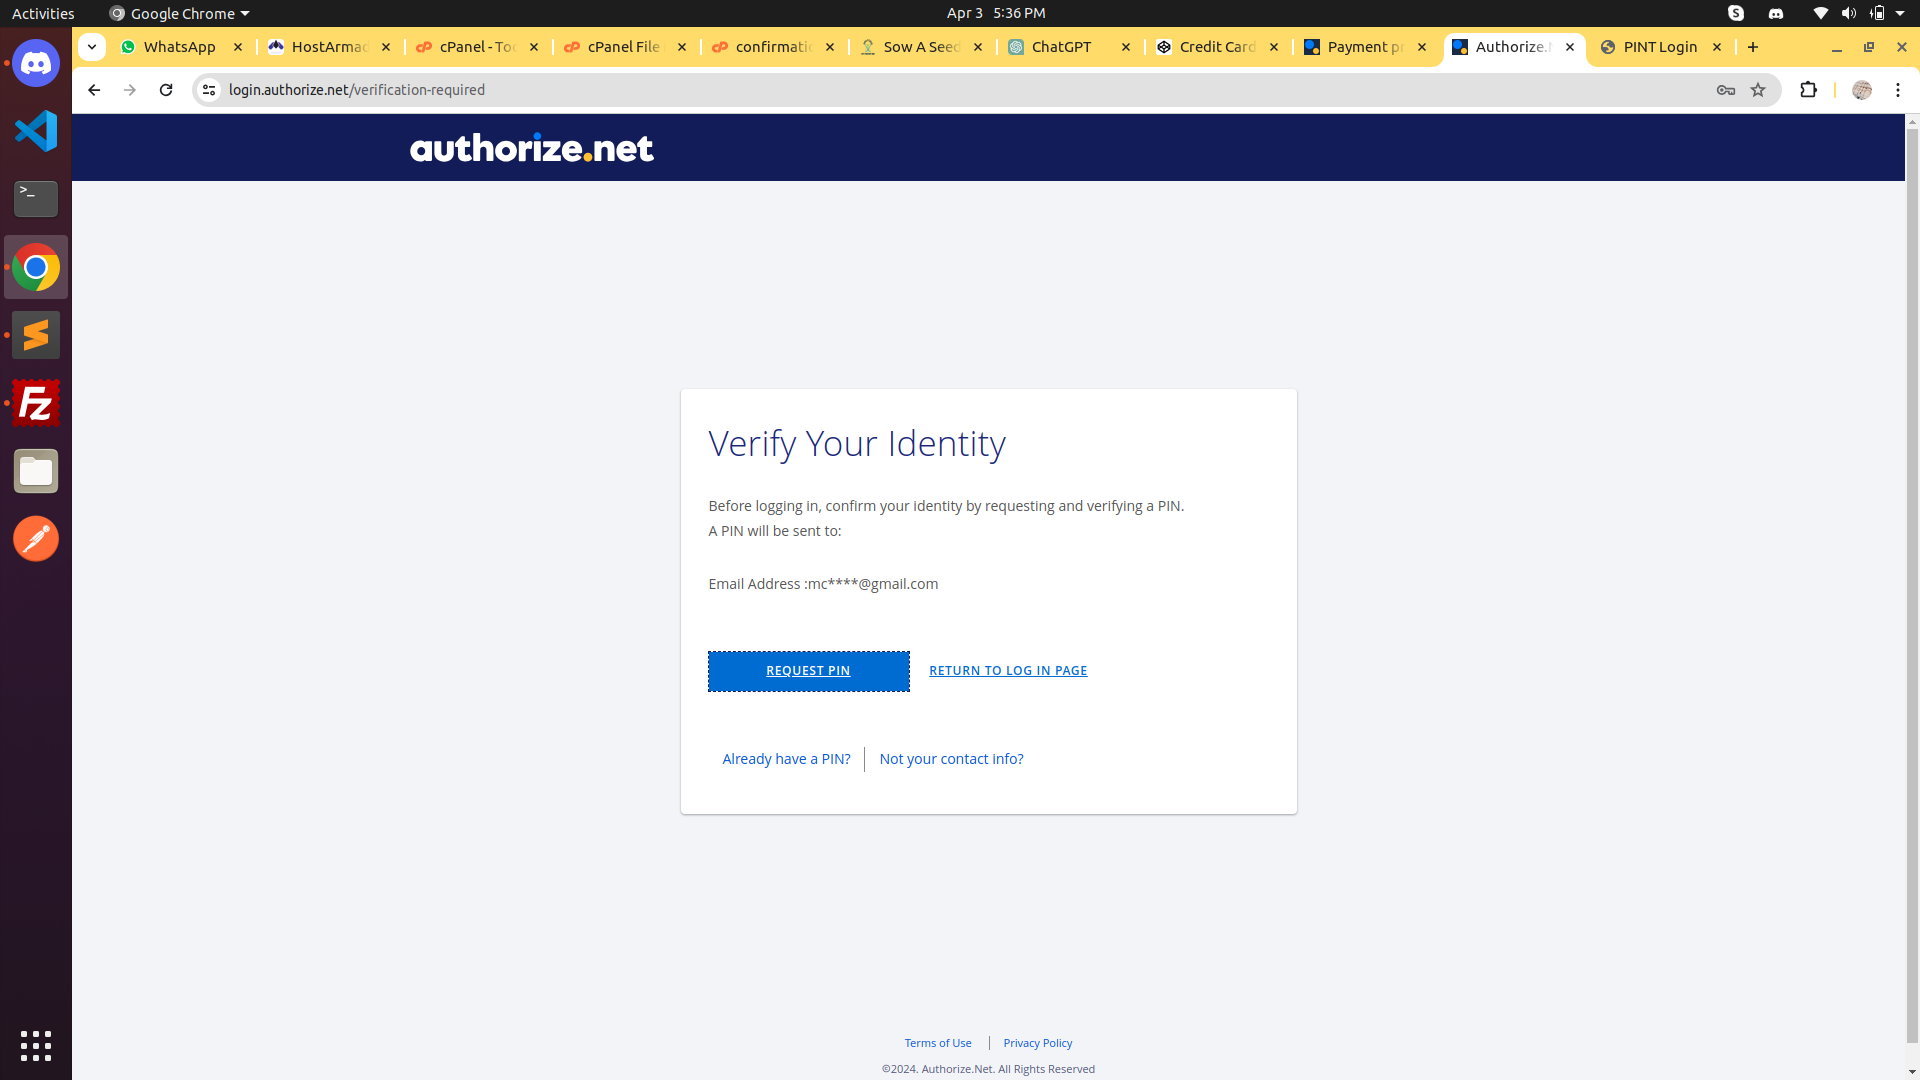 Activities
Google Chrome
Apr 3 5:36 PM
WhatsApp
HostArmad
cPanel - Too
cPanel File
confirmatio
Sow A Seed
ChatGPT
Credit Card
Payment pr
Authorize.
PINT Login
login.authorize.net/verification-required
authorize.net
Verify Your Identity
Before logging in, confirm your identity by requesting and verifying a PIN.
A PIN will be sent to:
Email Address :mc****@gmail.com
REQUEST PIN
RETURN TO LOG IN PAGE
Already have a PIN?
Not your contact info?
Terms of Use
Privacy Policy
©2024. Authorize.Net. All Rights Reserved